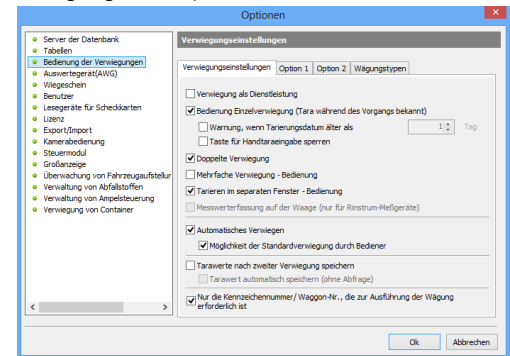 Optionen
Server der Datenbank
Tabellen
Bedienung der Verwiegungen
Auswertegerät(AWG)
Wiegeschein
Benutzer
Lesegeräte für Scheckkarten
Lizenz
Export/Import
Kamerabedienung
Steuermodul
Großanzeige
Überwachung von Fahrzeugaufstellur
Verwaltung von Abfallstoffen
Verwaltung von Ampelsteuerung
Verwiegung von Container
Verwiegungseinstellungen
Verwiegungseinstellungen Option 1 Option 2 Wägungstypen
Verwiegung als Dienstleistung
Bedienung Einzelverwiegung (Tara während des Vorgangs bekannt)
Warnung, wenn Tarierungsdatum älter als 1 Tag
Taste für Handtaraeingabe sperren
Doppelte Verwiegung
Mehrfache Verwiegung - Bedienung
Tarieren im separaten Fenster - Bedienung
Messwerterfassung auf der Waage (nur für Rinstrum-Meßgeräte)
Automatisches Verwiegen
Möglichkeit der Standardverwiegung durch Bediener
Tarawerte nach zweiter Verwiegung speichern
Tarawert automatisch speichern (ohne Abfrage)
Nur die Kennzeichennummer/ Waggon-Nr., die zur Ausführung der Wägung
erforderlich ist
Ok Abbrechen